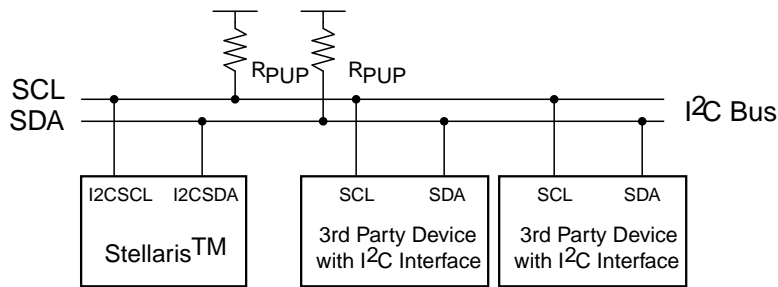 RPUP RPUP
SCL
SDA
I²C Bus
I2CSCL I2CSDA
Stellaris™
SCL SDA
3rd Party Device
with I²C Interface
SCL SDA
3rd Party Device
with I²C Interface